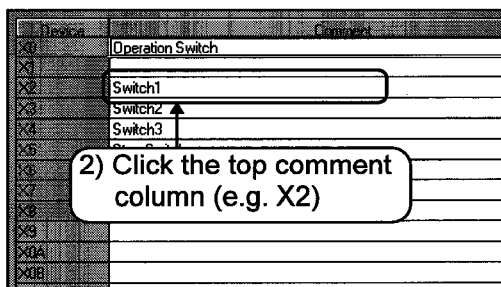 Device Comment
X0 Operation Switch
X1
X2 Switch1
X3 Switch2
X4 Switch3
X5
X6
X7
X8
X9
X0A
X0B
2) Click the top comment
column (e.g. X2)